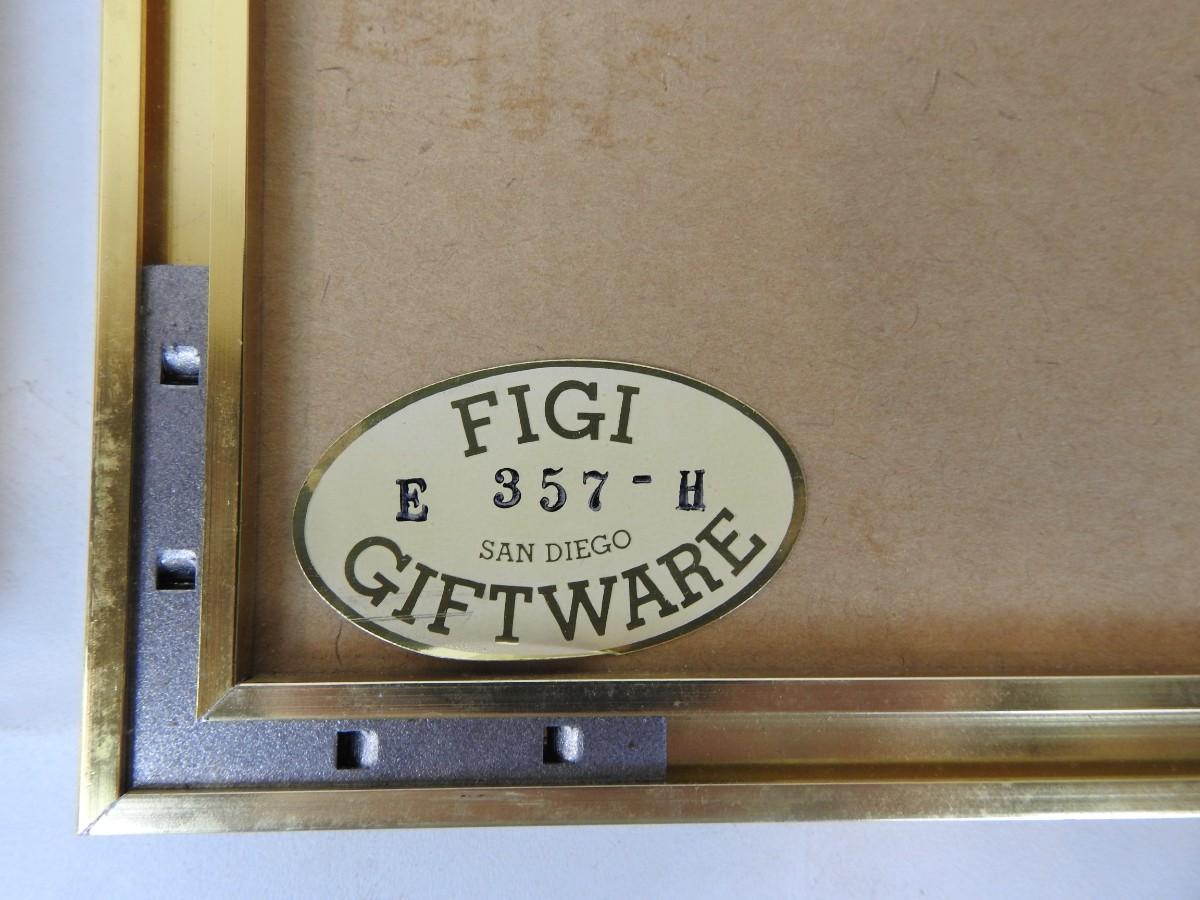 FIGI
E 357-H
SAN DIEGO
GIFTWARE